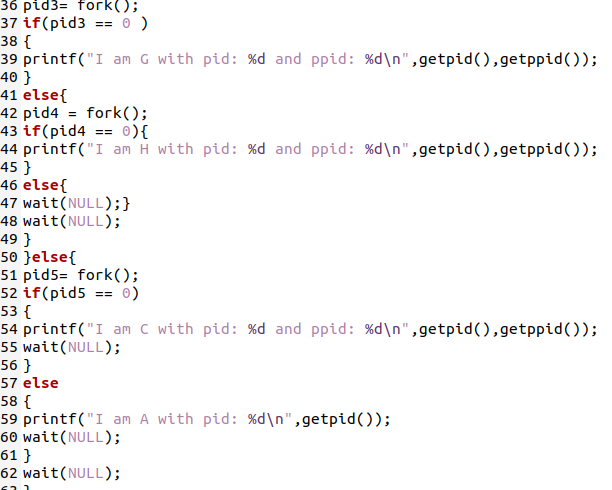 36 pid3= fork();
37 if(pid3 == 0 )
38 {
39 printf("I am G with pid: %d and ppid: %d\n",getpid(),getppid());
40 }
41 else{
42 pid4 = fork();
43 if(pid4 == 0){
44 printf("I am H with pid: %d and ppid: %d\n",getpid(),getppid());
45 }
46 else{
47 wait(NULL);}
48 wait(NULL);
49 }
50 }else{
51 pid5= fork();
52 if(pid5 == 0)
53 {
54 printf("I am C with pid: %d and ppid: %d\n",getpid(),getppid());
55 wait(NULL);
56 }
57 else
58 {
59 printf("I am A with pid: %d\n",getpid());
60 wait(NULL);
61 }
62 wait(NULL);
63 }